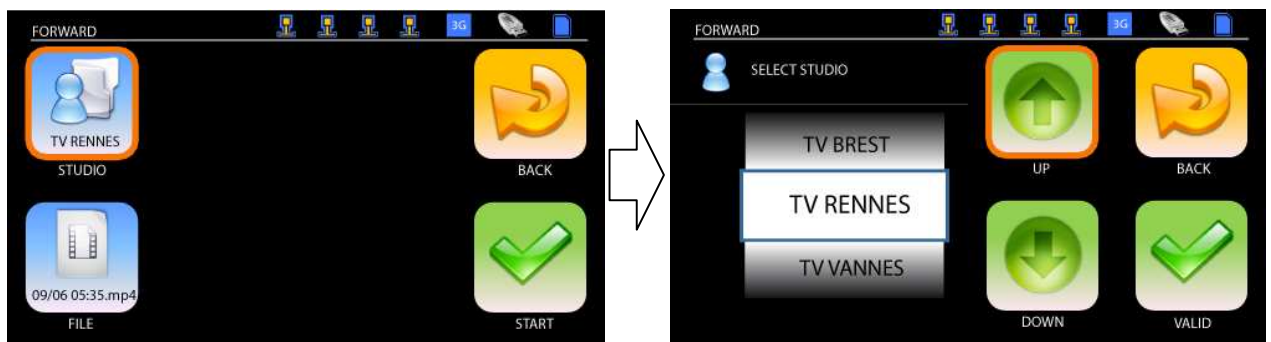 FORWARD
3G
TV RENNES
STUDIO
BACK
09/06 05:35.mp4
FILE
START
FORWARD
3G
SELECT STUDIO
TV BREST
TV RENNES
TV VANNES
UP
BACK
DOWN
VALID